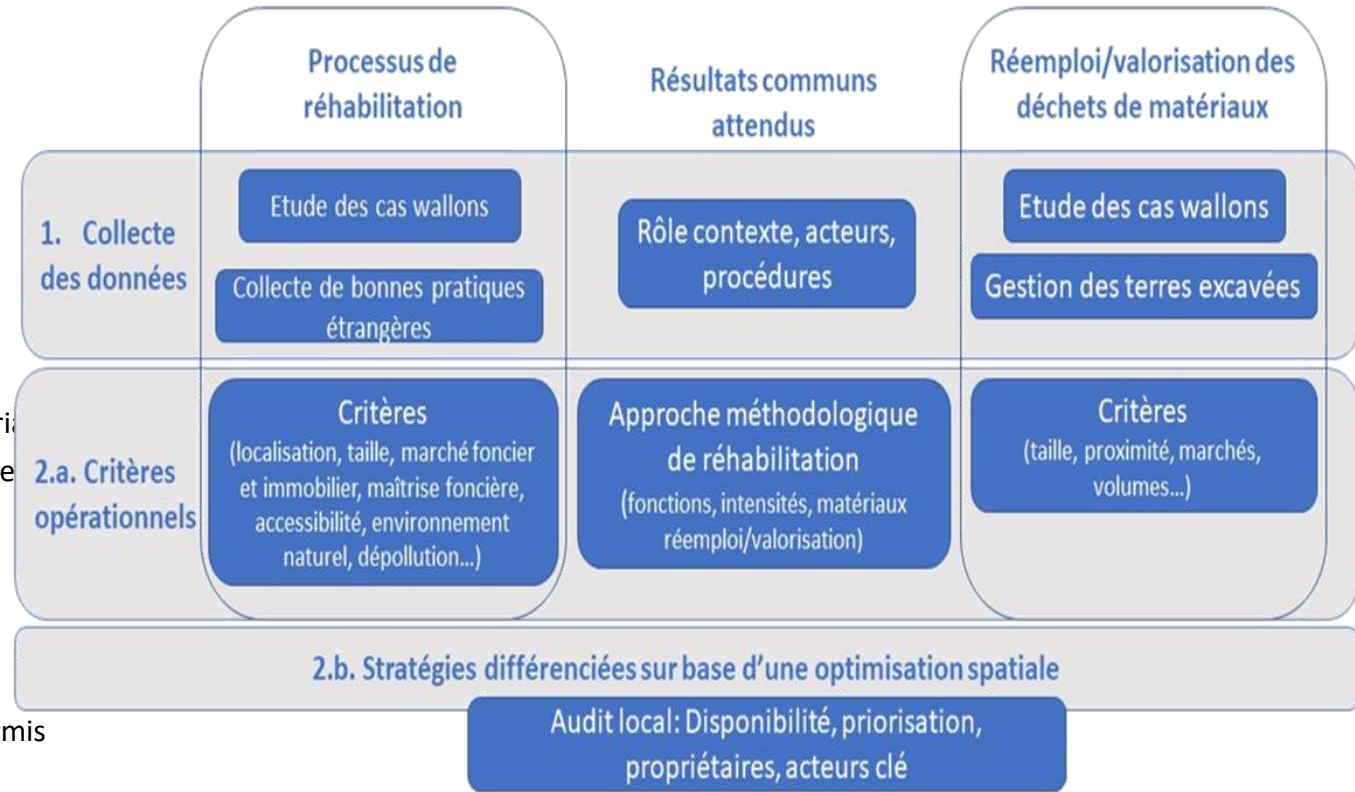 Processus de
réhabilitation
Résultats communs
attendus
Réemploi/valorisation des
déchets de matériaux
1. Collecte
des données
Etude des cas wallons
Collecte de bonnes pratiques
étrangères
Rôle contexte, acteurs,
procédures
Etude des cas wallons
Gestion des terres excavées
2.a. Critères
opérationnels
Critères
(localisation, taille, marché foncier
et immobilier, maîtrise foncière,
accessibilité, environnement
naturel, dépollution...)
Approche méthodologique
de réhabilitation
(fonctions, intensités, matériaux
réemploi/valorisation)
Critères
(taille, proximité, marchés,
volumes...)
2.b. Stratégies différenciées sur base d'une optimisation spatiale
mis
Audit local: Disponibilité, priorisation,
propriétaires, acteurs clé